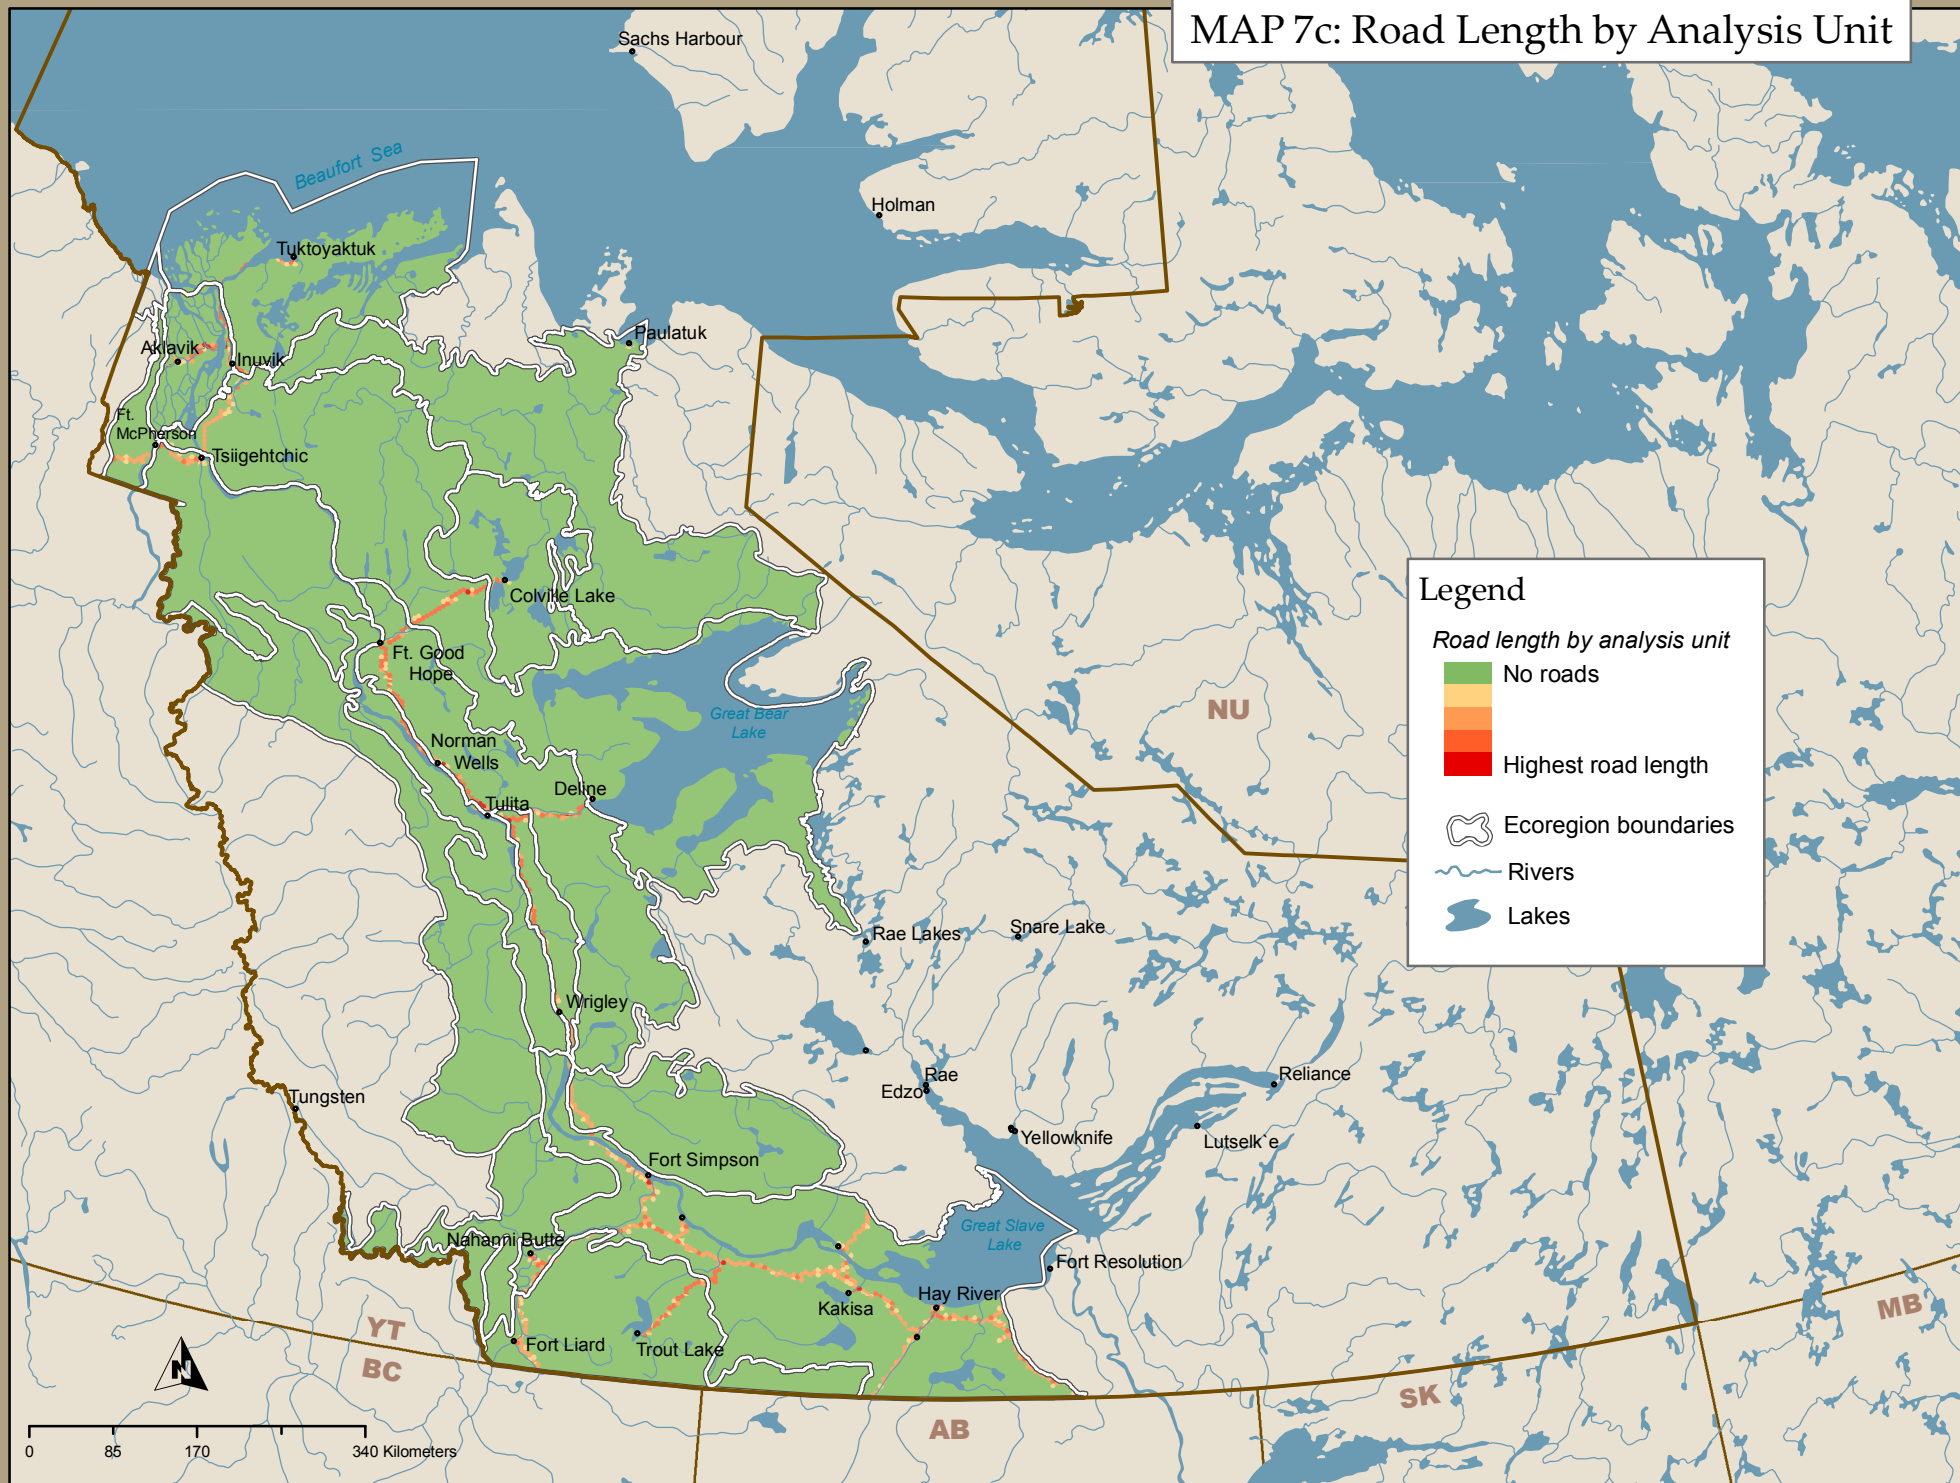 MAP 7c: Road Length by Analysis Unit
Sachs Harbour
Beaufort Sea
Holman
Tuktoyaktuk
Paulatuk
Aklavik
Inuvik
Ft.
McPherson
Tsiigehtchic
Colville Lake
Ft. Good
Hope
Great Bear
Lake
Norman
Wells
Deline
Tulita
NU
Legend
Road length by analysis unit
No roads
Highest road length
Ecoregion boundaries
Rivers
Lakes
Rae Lakes
Snare Lake
Wrigley
Rae
Edzo
Reliance
Tungsten
Yellowknife
Lutselk`e
Fort Simpson
Great Slave
Lake
Nahanni Butte
Fort Resolution
Hay River
Kakisa
Fort Liard
Trout Lake
YT
BC
AB
SK
MB
N
0 85 170 340 Kilometers